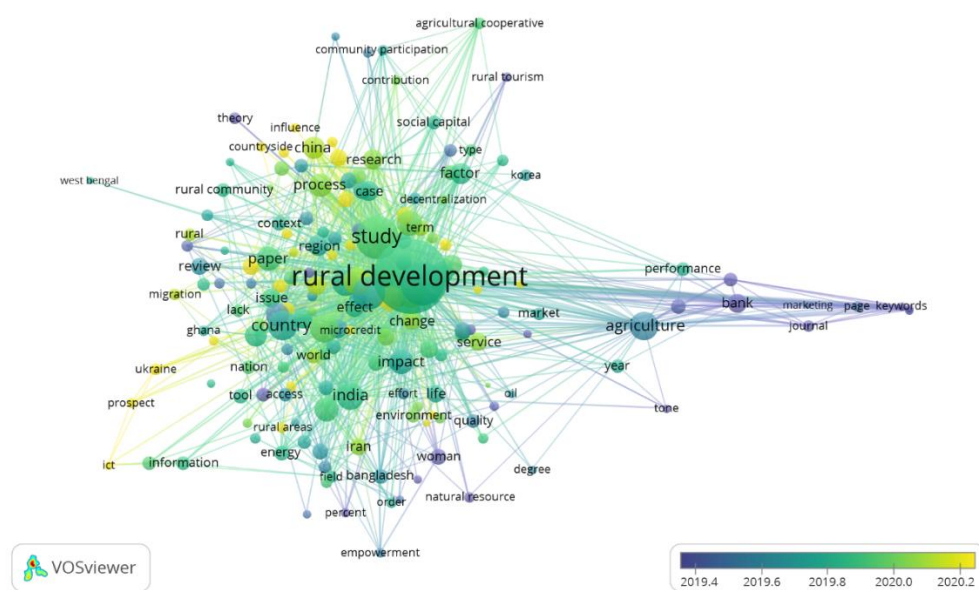 agricultural cooperative
community participation
contribution
rural tourism
theory
influence
social capital
countryside
china
research
type
west bengal
process
case
factor
korea
rural community
decentralization
context
study
term
rural
region
review
paper
rural development
performance
migration
issue
effect
lack
country
microcredit
change
market
bank
marketing
page
keywords
agriculture
journal
ghana
world
service
ukraine
nation
impact
year
prospect
tool
access
india
effort
life
oil
tone
rural areas
environment
quality
ict
information
energy
iran
woman
field
bangladesh
degree
order
natural resource
percent
empowerment
VOSviewer
2019.4
2019.6
2019.8
2020.0
2020.2